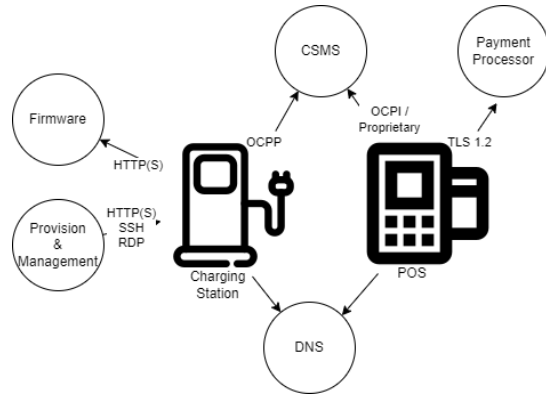 CSMS
Payment
Processor
Firmware
OCPI /
Proprietary
OCPP
TLS 1.2
HTTP(S)
HTTP(S)
SSH
RDP
Provision
&
Management
Charging
Station
POS
DNS